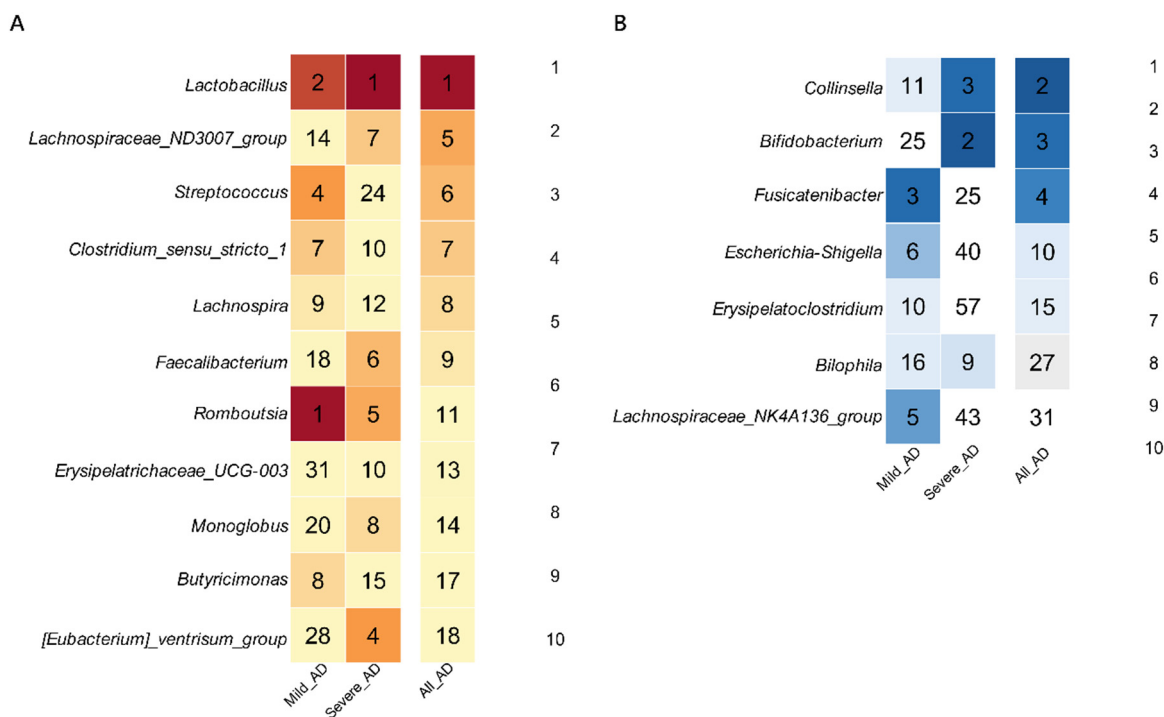 A
Lactobacillus 2 1 1
Lachnospiraceae_ND3007_group 14 7 5
Streptococcus 4 24 6
Clostridium_sensu_stricto_1 7 10 7
Lachnospira 9 12 8
Faecalibacterium 18 6 9
Romboutsia 1 5 11
Erysipelatrichaceae_UCG-003 31 10 13
Monoglobus 20 8 14
Butyricimonas 8 15 17
[Eubacterium]_ventrisum_group 28 4 18
Mild_AD Severe_AD All_AD
1
2
3
4
5
6
7
8
9
10
B
Collinsella 11 3 2
Bifidobacterium 25 2 3
Fusicatenibacter 3 25 4
Escherichia-Shigella 6 40 10
Erysipelatoclostridium 10 57 15
Bilophila 16 9 27
Lachnospiraceae_NK4A136_group 5 43 31
Mild_AD Severe_AD All_AD
1
2
3
4
5
6
7
8
9
10